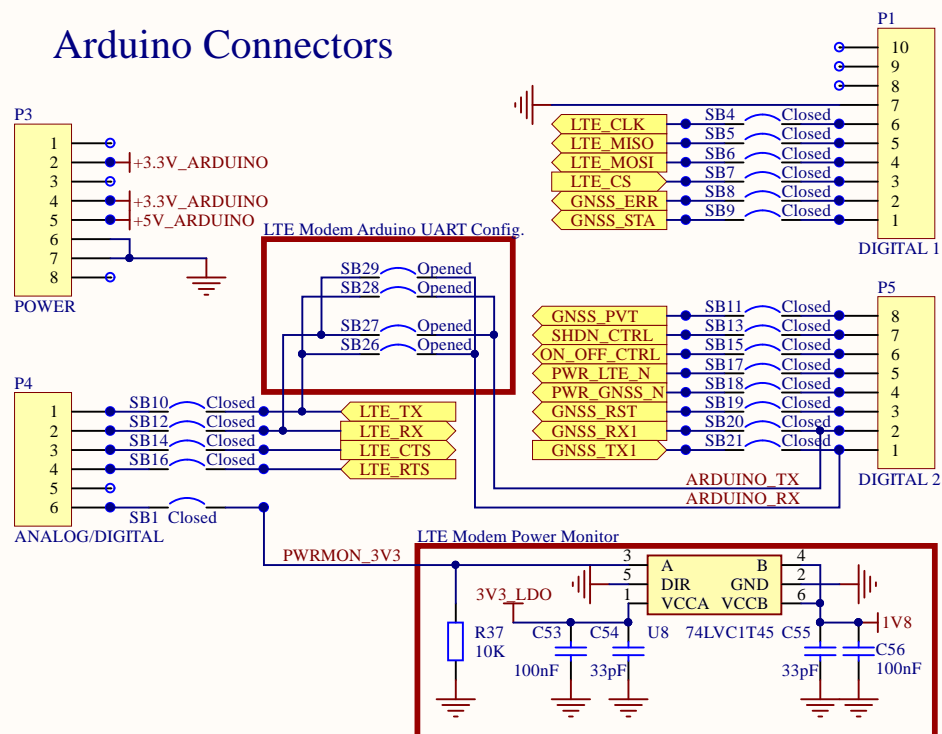 Arduino Connectors
P3
1
2
3
4
5
6
7
8
+3.3V_ARDUINO
+3.3V_ARDUINO
+5V_ARDUINO
POWER
P1
10
9
8
7
6
5
4
3
2
1
LTE_CLK SB4 Closed
LTE_MISO SB5 Closed
LTE_MOSI SB6 Closed
LTE_CS SB7 Closed
GNSS_ERR SB8 Closed
GNSS_STA SB9 Closed
DIGITAL 1
LTE Modem Arduino UART Config.
SB29 Opened
SB28 Opened
SB27 Opened
SB26 Opened
P5
GNSS_PVT SB11 Closed 8
SHDN_CTRL SB13 Closed 7
ON_OFF_CTRL SB15 Closed 6
PWR_LTE_N SB17 Closed 5
PWR_GNSS_N SB18 Closed 4
GNSS_RST SB19 Closed 3
GNSS_RX1 SB20 Closed 2
GNSS_TX1 SB21 Closed 1
DIGITAL 2
ARDUINO_TX
ARDUINO_RX
P4
1 SB10 Closed LTE_TX
2 SB12 Closed LTE_RX
3 SB14 Closed LTE_CTS
4 SB16 Closed LTE_RTS
5
6 SB1 Closed
ANALOG/DIGITAL
PWRMON_3V3
LTE Modem Power Monitor
3 A B 4
5 DIR GND 2
1 VCCA VCCB 6
U8 74LVC1T45
3V3_LDO
1V8
R37
10K
C53
100nF
C54
33pF
C55
33pF
C56
100nF